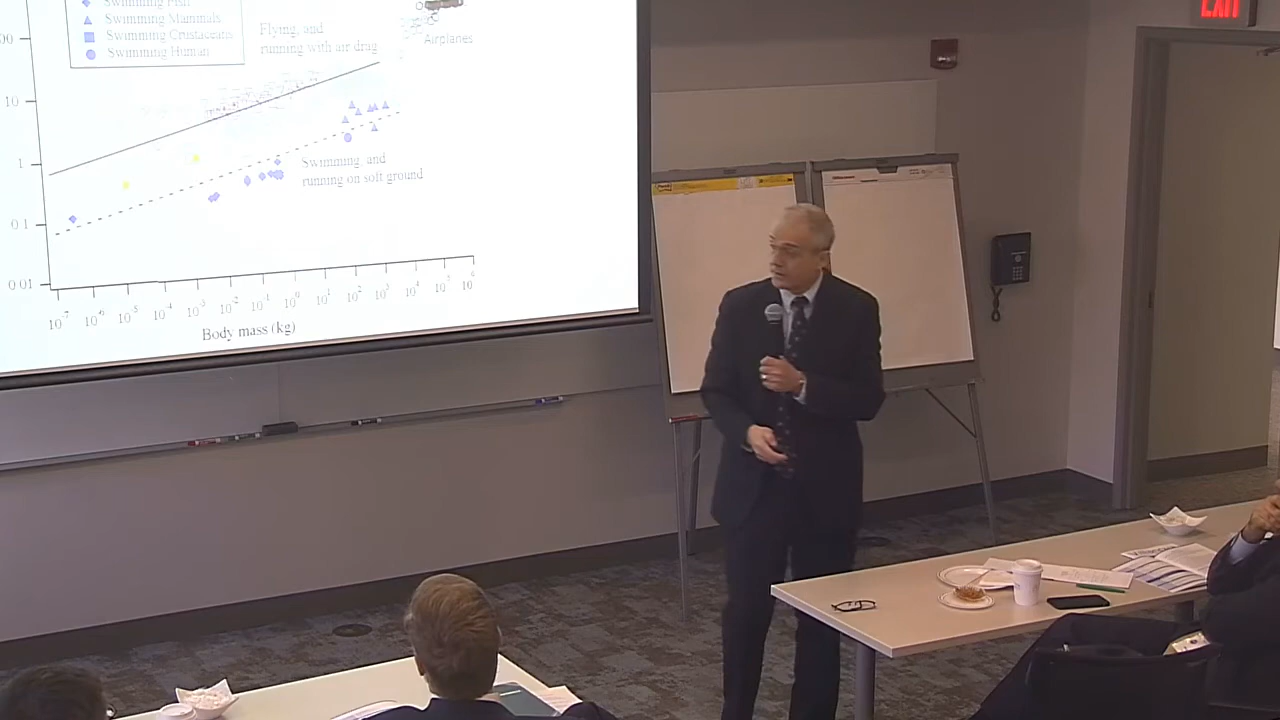 Swimming Fish
Swimming Mammals
Swimming Crustaceans
Swimming Human
Flying, and
running with air drag
Airplanes
10
1
0.1
0.01
Swimming, and
running on soft ground
10⁻⁷ 10⁻⁶ 10⁻⁵ 10⁻⁴ 10⁻³ 10⁻² 10⁻¹ 10⁰ 10¹ 10² 10³ 10⁴ 10⁵ 10⁶
Body mass (kg)
EXIT